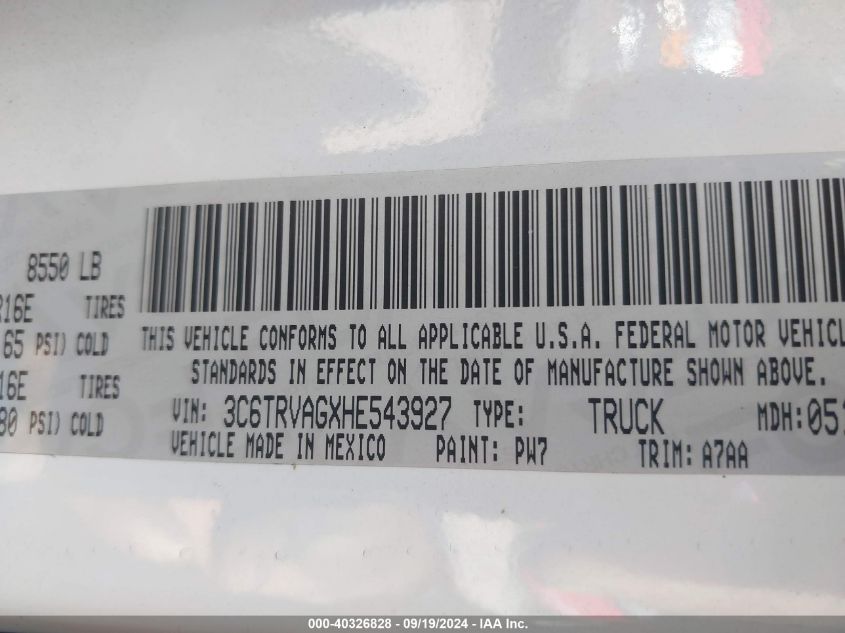 8550 LB
R16E TIRES
65 PSI) COLD
16E TIRES
80 PSI) COLD
THIS VEHICLE CONFORMS TO ALL APPLICABLE U.S.A. FEDERAL MOTOR VEHICL
STANDARDS IN EFFECT ON THE DATE OF MANUFACTURE SHOWN ABOVE.
VIN: 3C6TRVAGXHE543927 TYPE: TRUCK MDH:051
VEHICLE MADE IN MEXICO PAINT: PW7 TRIM: A7AA
000-40326828 - 09/19/2024 - IAA Inc.